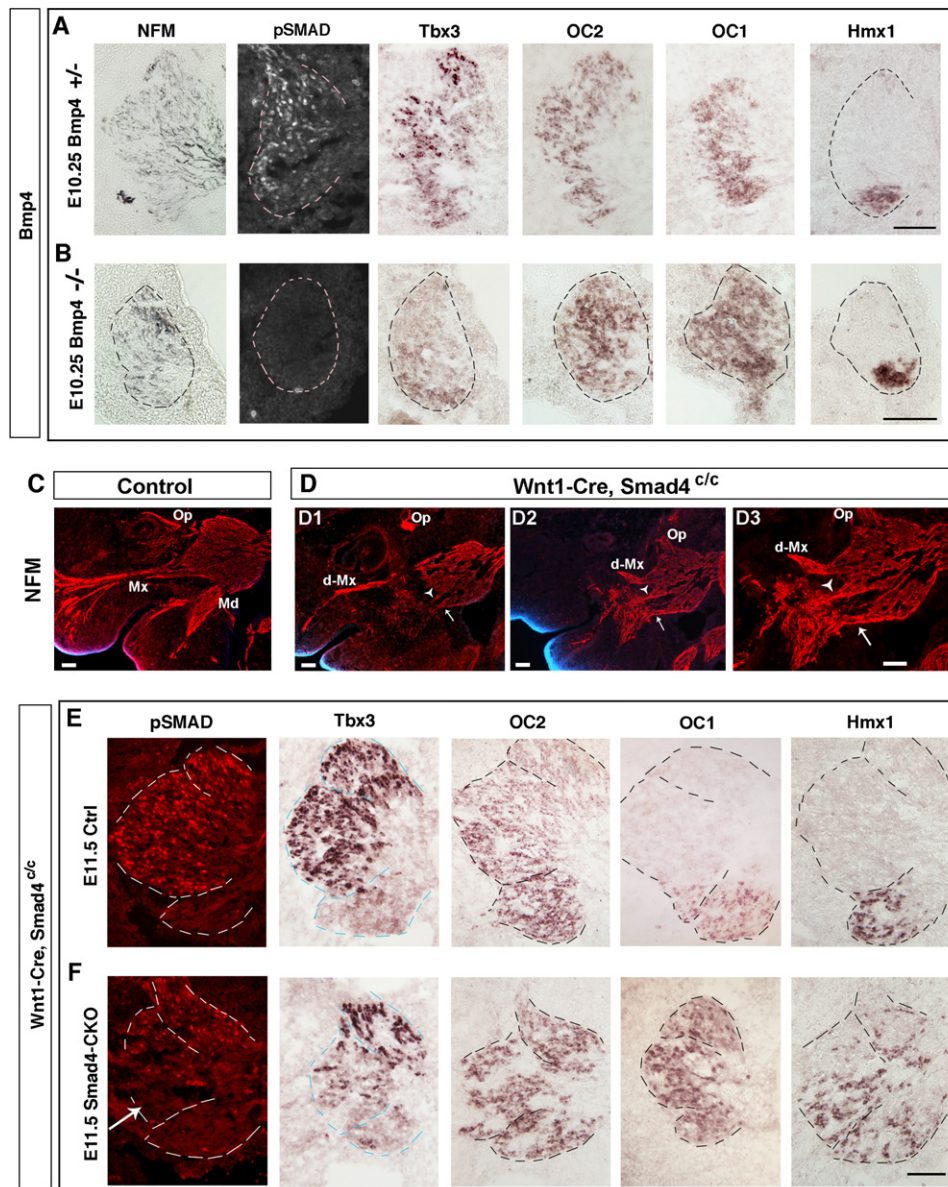 A
NFM pSMAD Tbx3 OC2 OC1 Hmx1
E10.25 Bmp4 +/-
Bmp4
B
E10.25 Bmp4 -/-
C Control
D Wnt1-Cre, Smad4 c/c
NFM
Op
Mx
Md
D1
d-Mx
Op
D2
d-Mx
Op
D3
d-Mx
Op
Wnt1-Cre, Smad4 c/c
E
pSMAD Tbx3 OC2 OC1 Hmx1
E11.5 Ctrl
F
E11.5 Smad4-CKO